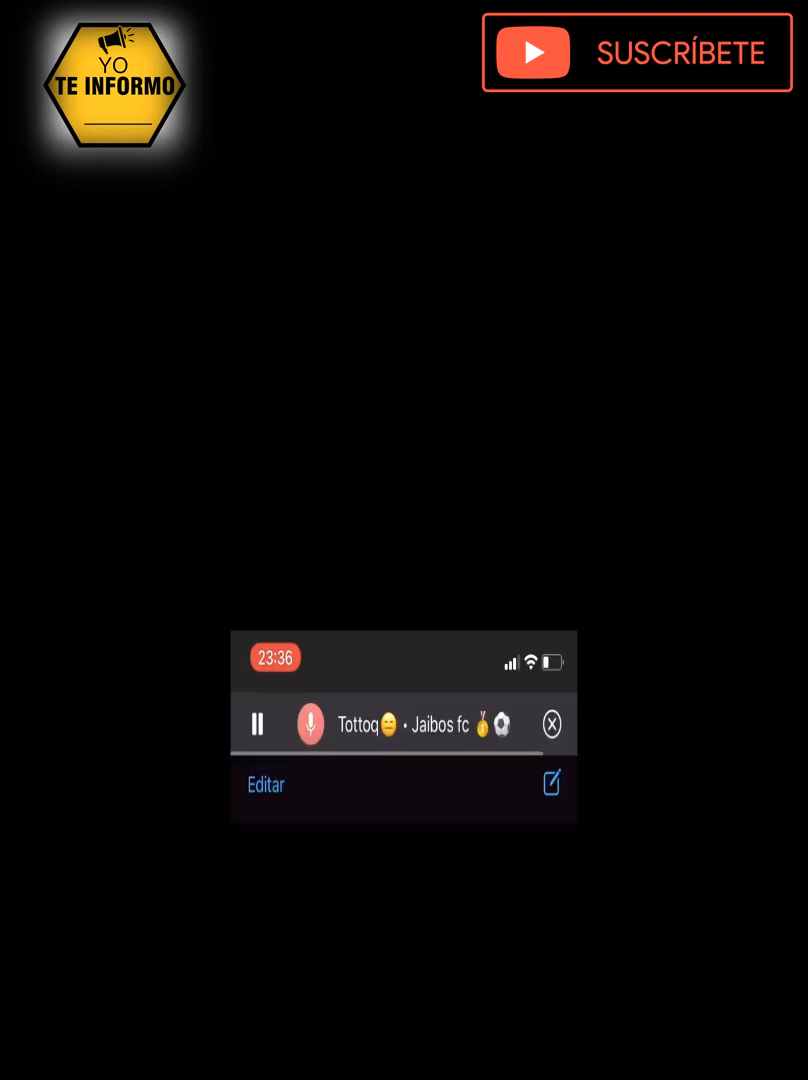 YO
TE INFORMO
SUSCRÍBETE
23:36
Tottoq😑 • Jaibos fc 🥇⚽
Editar